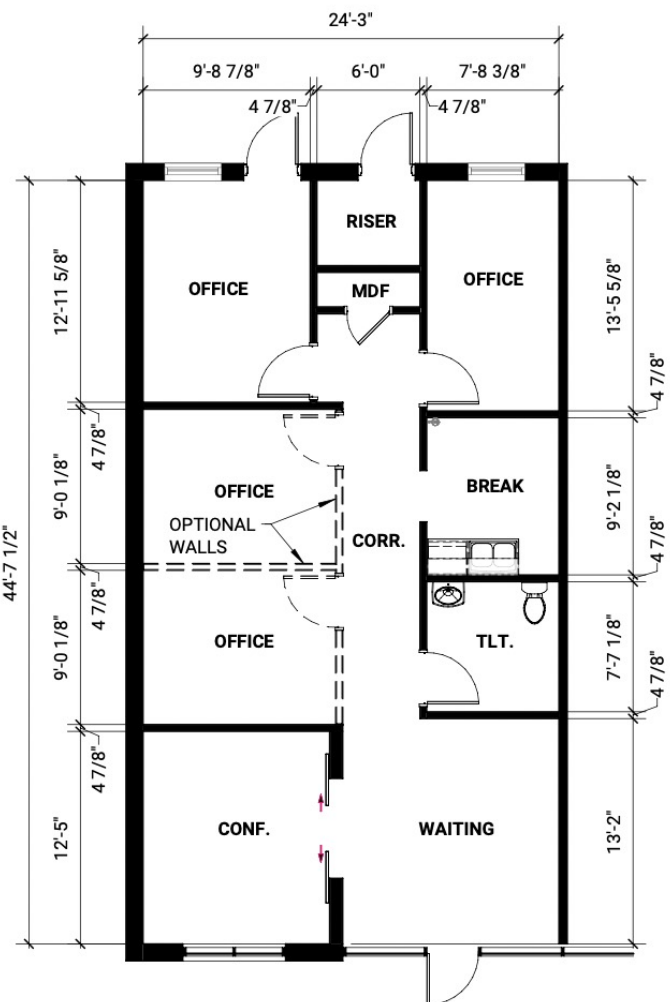 24'-3"
9'-8 7/8"
6'-0"
7'-8 3/8"
4 7/8"
4 7/8"
RISER
MDF
OFFICE
OFFICE
12'-11 5/8"
13'-5 5/8"
4 7/8"
4 7/8"
9'-0 1/8"
OFFICE
OPTIONAL
WALLS
CORR.
BREAK
9'-2 1/8"
44'-7 1/2"
4 7/8"
4 7/8"
9'-0 1/8"
OFFICE
TLT.
7'-7 1/8"
4 7/8"
4 7/8"
12'-5"
CONF.
WAITING
13'-2"